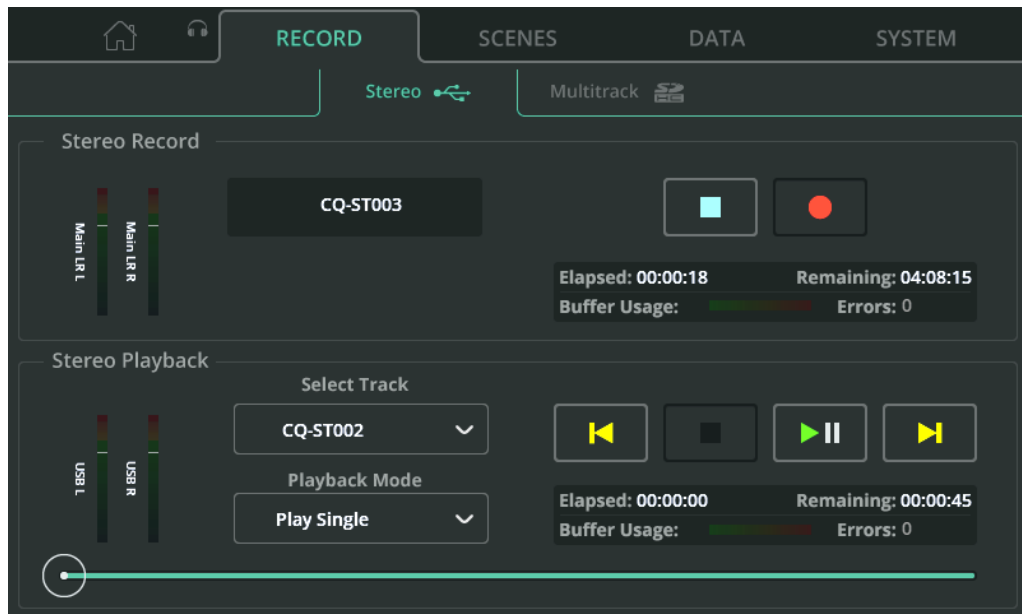 RECORD SCENES DATA SYSTEM
Stereo Multitrack SD HC
Stereo Record
Main LR L
Main LR R
CQ-ST003
Elapsed: 00:00:18 Remaining: 04:08:15
Buffer Usage: Errors: 0
Stereo Playback
USB L
USB R
Select Track
CQ-ST002
Playback Mode
Play Single
Elapsed: 00:00:00 Remaining: 00:00:45
Buffer Usage: Errors: 0